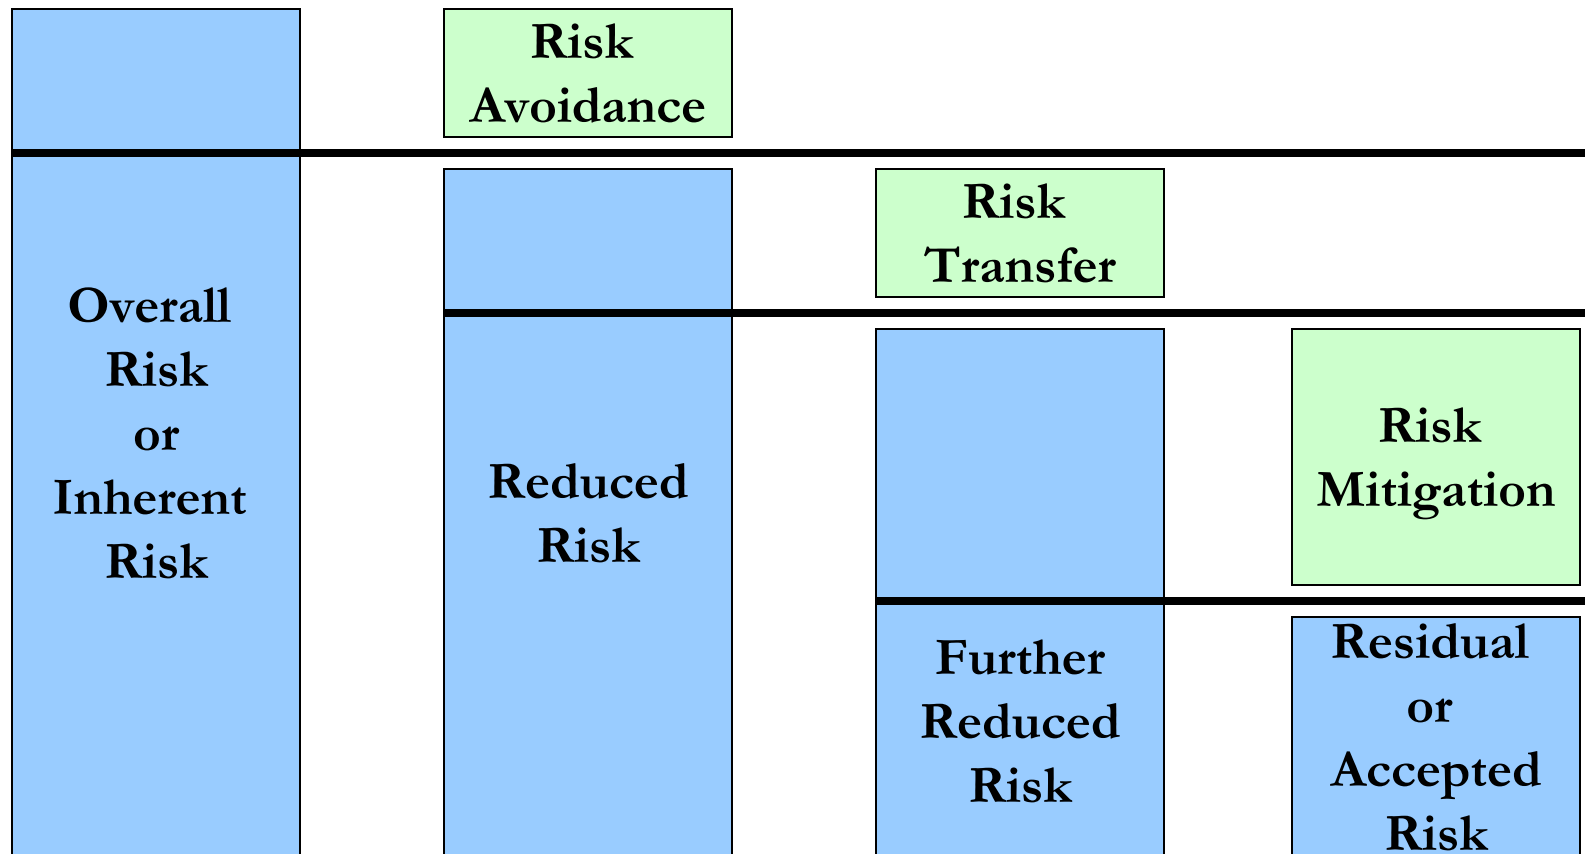 Risk
Avoidance
Risk
Transfer
Overall
Risk
or
Inherent
Risk
Reduced
Risk
Risk
Mitigation
Further
Reduced
Risk
Residual
or
Accepted
Risk